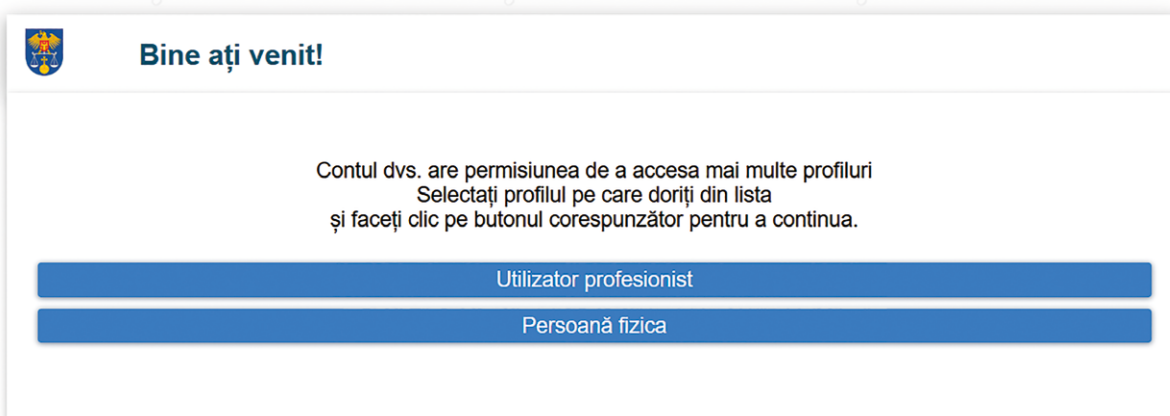 Bine ați venit!
Contul dvs. are permisiunea de a accesa mai multe profiluri
Selectați profilul pe care doriți din lista
și faceți clic pe butonul corespunzător pentru a continua.
Utilizator profesionist
Persoană fizica